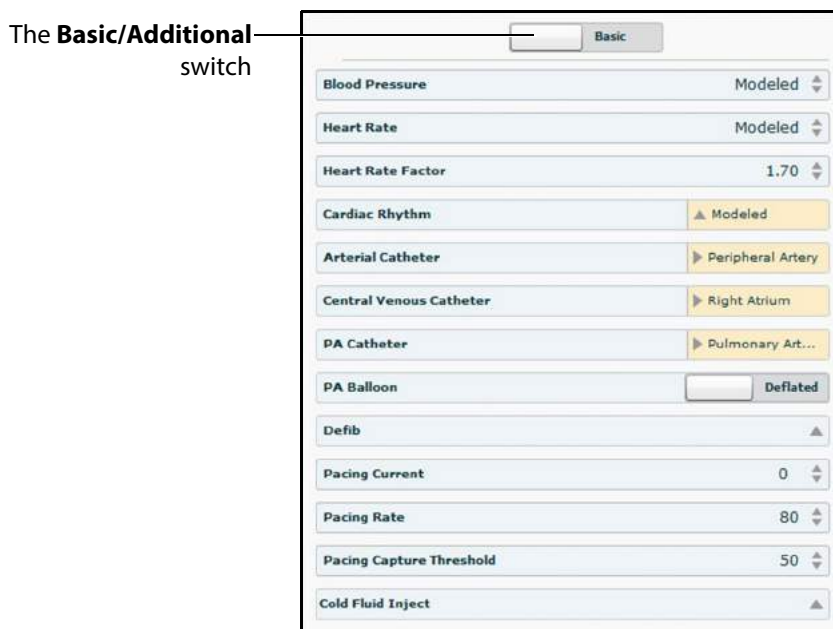 The Basic/Additional
switch
Basic
Blood Pressure Modeled
Heart Rate Modeled
Heart Rate Factor 1.70
Cardiac Rhythm Modeled
Arterial Catheter Peripheral Artery
Central Venous Catheter Right Atrium
PA Catheter Pulmonary Art...
PA Balloon Deflated
Defib
Pacing Current 0
Pacing Rate 80
Pacing Capture Threshold 50
Cold Fluid Inject